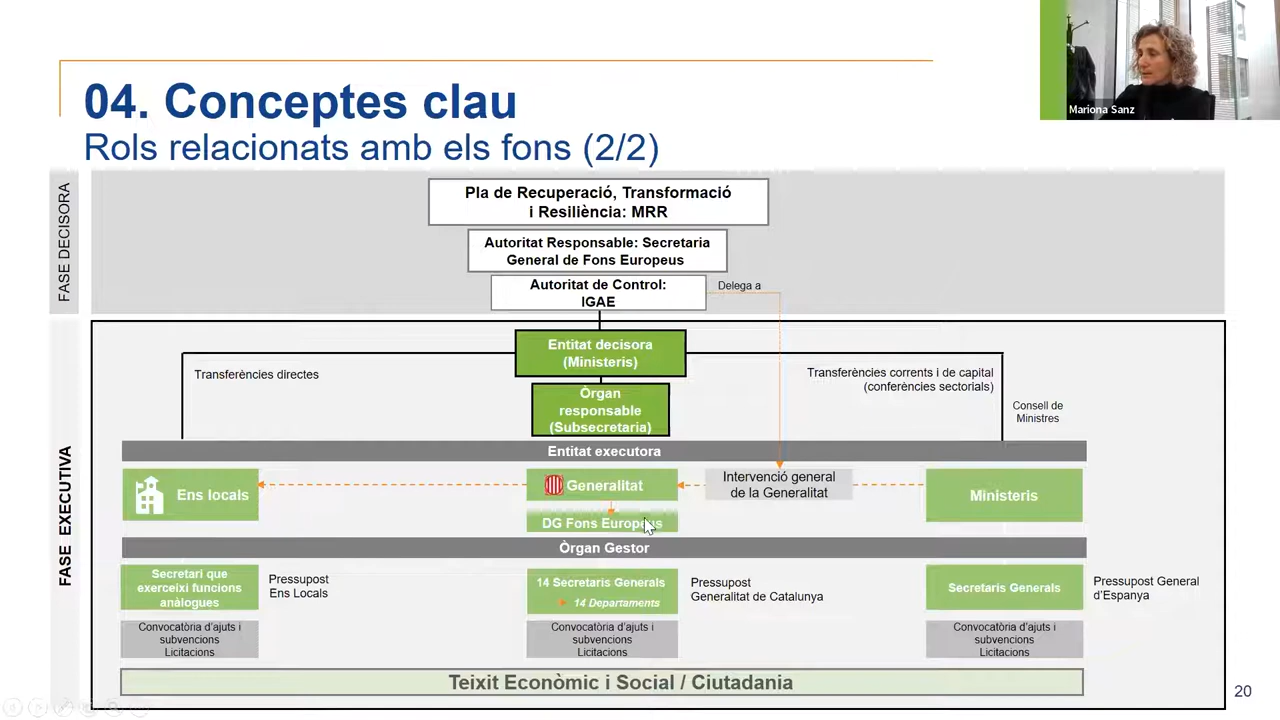 Mariona Sanz
04. Conceptes clau
Rols relacionats amb els fons (2/2)
FASE DECISORA
Pla de Recuperació, Transformació
i Resiliència: MRR
Autoritat Responsable: Secretaria
General de Fons Europeus
Autoritat de Control:
IGAE
Delega a
FASE EXECUTIVA
Entitat decisora
(Ministeris)
Transferències directes
Transferències corrents i de capital
(conferències sectorials)
Òrgan
responsable
(Subsecretaria)
Consell de
Ministres
Entitat executora
Ens locals
Generalitat
Intervenció general
de la Generalitat
Ministeris
DG Fons Europeus
Òrgan Gestor
Secretari que
exerceixi funcions
anàlogues
Pressupost
Ens Locals
14 Secretaris Generals
14 Departaments
Pressupost
Generalitat de Catalunya
Secretaris Generals
Pressupost General
d'Espanya
Convocatòria d'ajuts i
subvencions
Licitacions
Convocatòria d'ajuts i
subvencions
Licitacions
Convocatòria d'ajuts i
subvencions
Licitacions
Teixit Econòmic i Social / Ciutadania
20